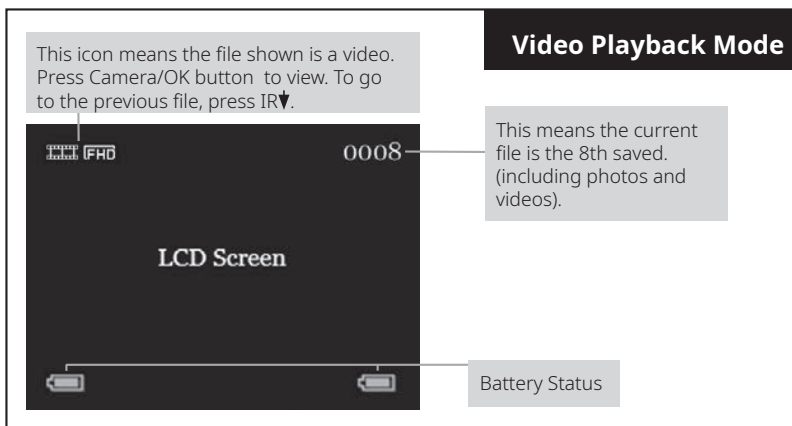 Video Playback Mode
This icon means the file shown is a video.
Press Camera/OK button to view. To go
to the previous file, press IR▼.
FHD
0008
This means the current
file is the 8th saved.
(including photos and
videos).
LCD Screen
Battery Status